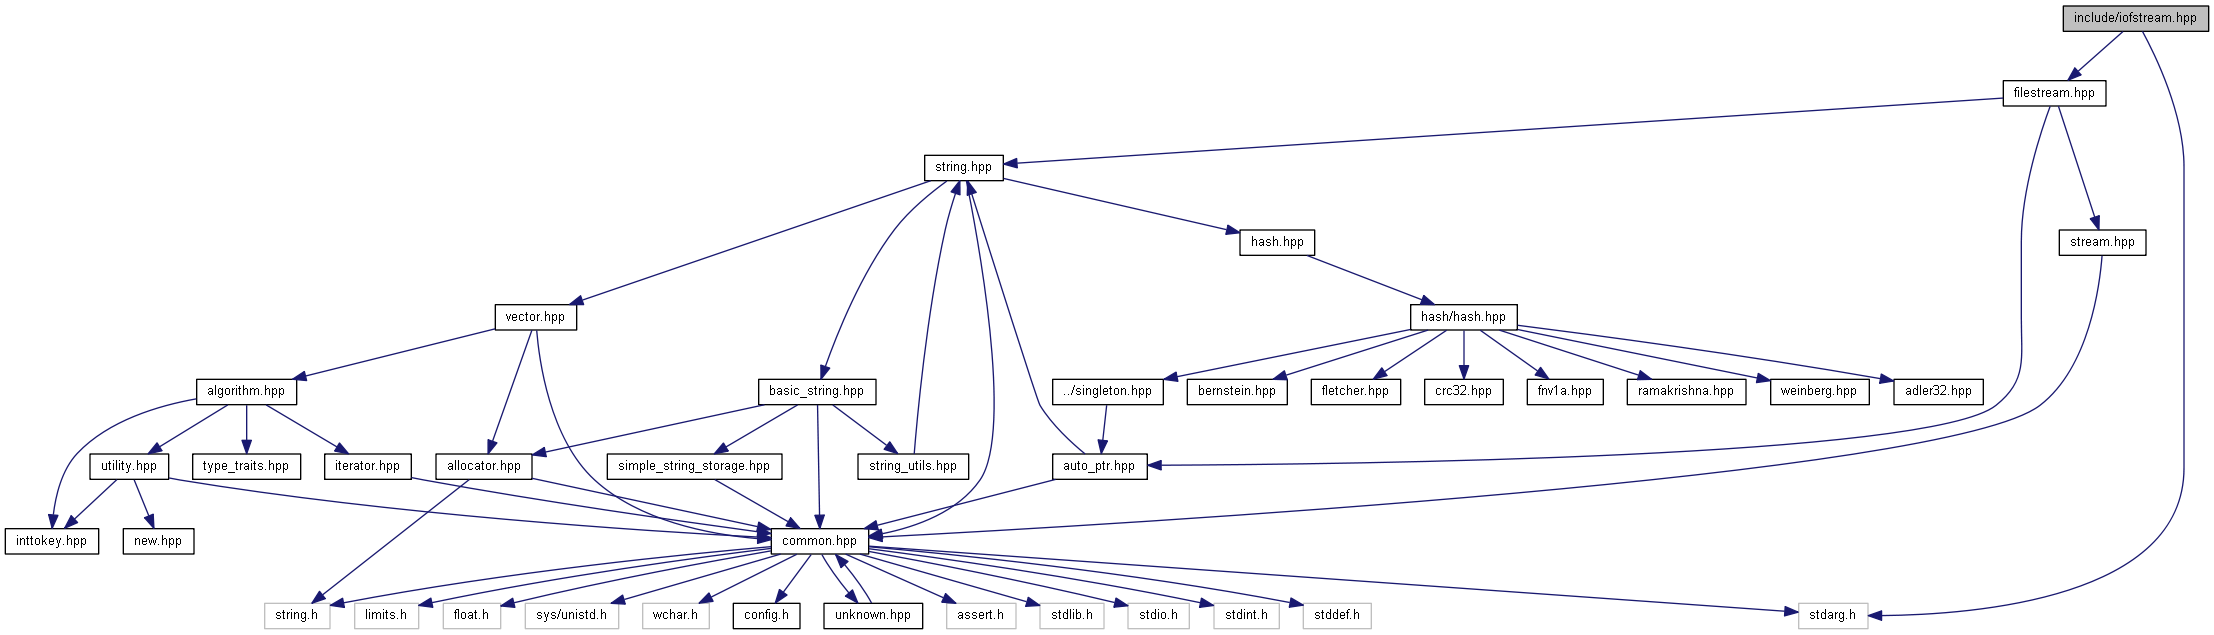 include/iofstream.hpp
filestream.hpp
string.hpp
hash.hpp
stream.hpp
vector.hpp
hash/hash.hpp
algorithm.hpp
basic_string.hpp
../singleton.hpp
bernstein.hpp
fletcher.hpp
crc32.hpp
fnv1a.hpp
ramakrishna.hpp
weinberg.hpp
adler32.hpp
utility.hpp
type_traits.hpp
iterator.hpp
allocator.hpp
simple_string_storage.hpp
string_utils.hpp
auto_ptr.hpp
inttokey.hpp
new.hpp
common.hpp
string.h
limits.h
float.h
sys/unistd.h
wchar.h
config.h
unknown.hpp
assert.h
stdlib.h
stdio.h
stdint.h
stddef.h
stdarg.h